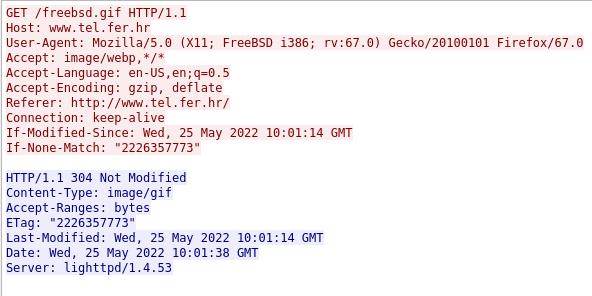 GET /freebsd.gif HTTP/1.1
Host: www.tel.fer.hr
User-Agent: Mozilla/5.0 (X11; FreeBSD i386; rv:67.0) Gecko/20100101 Firefox/67.0
Accept: image/webp,*/*
Accept-Language: en-US,en;q=0.5
Accept-Encoding: gzip, deflate
Referer: http://www.tel.fer.hr/
Connection: keep-alive
If-Modified-Since: Wed, 25 May 2022 10:01:14 GMT
If-None-Match: "2226357773"

HTTP/1.1 304 Not Modified
Content-Type: image/gif
Accept-Ranges: bytes
ETag: "2226357773"
Last-Modified: Wed, 25 May 2022 10:01:14 GMT
Date: Wed, 25 May 2022 10:01:38 GMT
Server: lighttpd/1.4.53